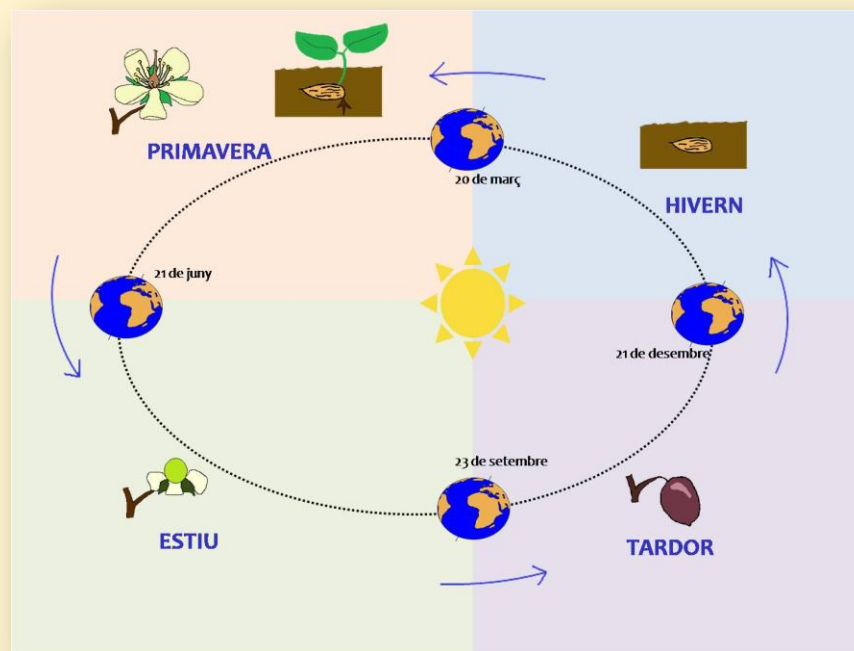 PRIMAVERA
20 de març
HIVERN
21 de juny
21 de desembre
23 de setembre
ESTIU
TARDOR